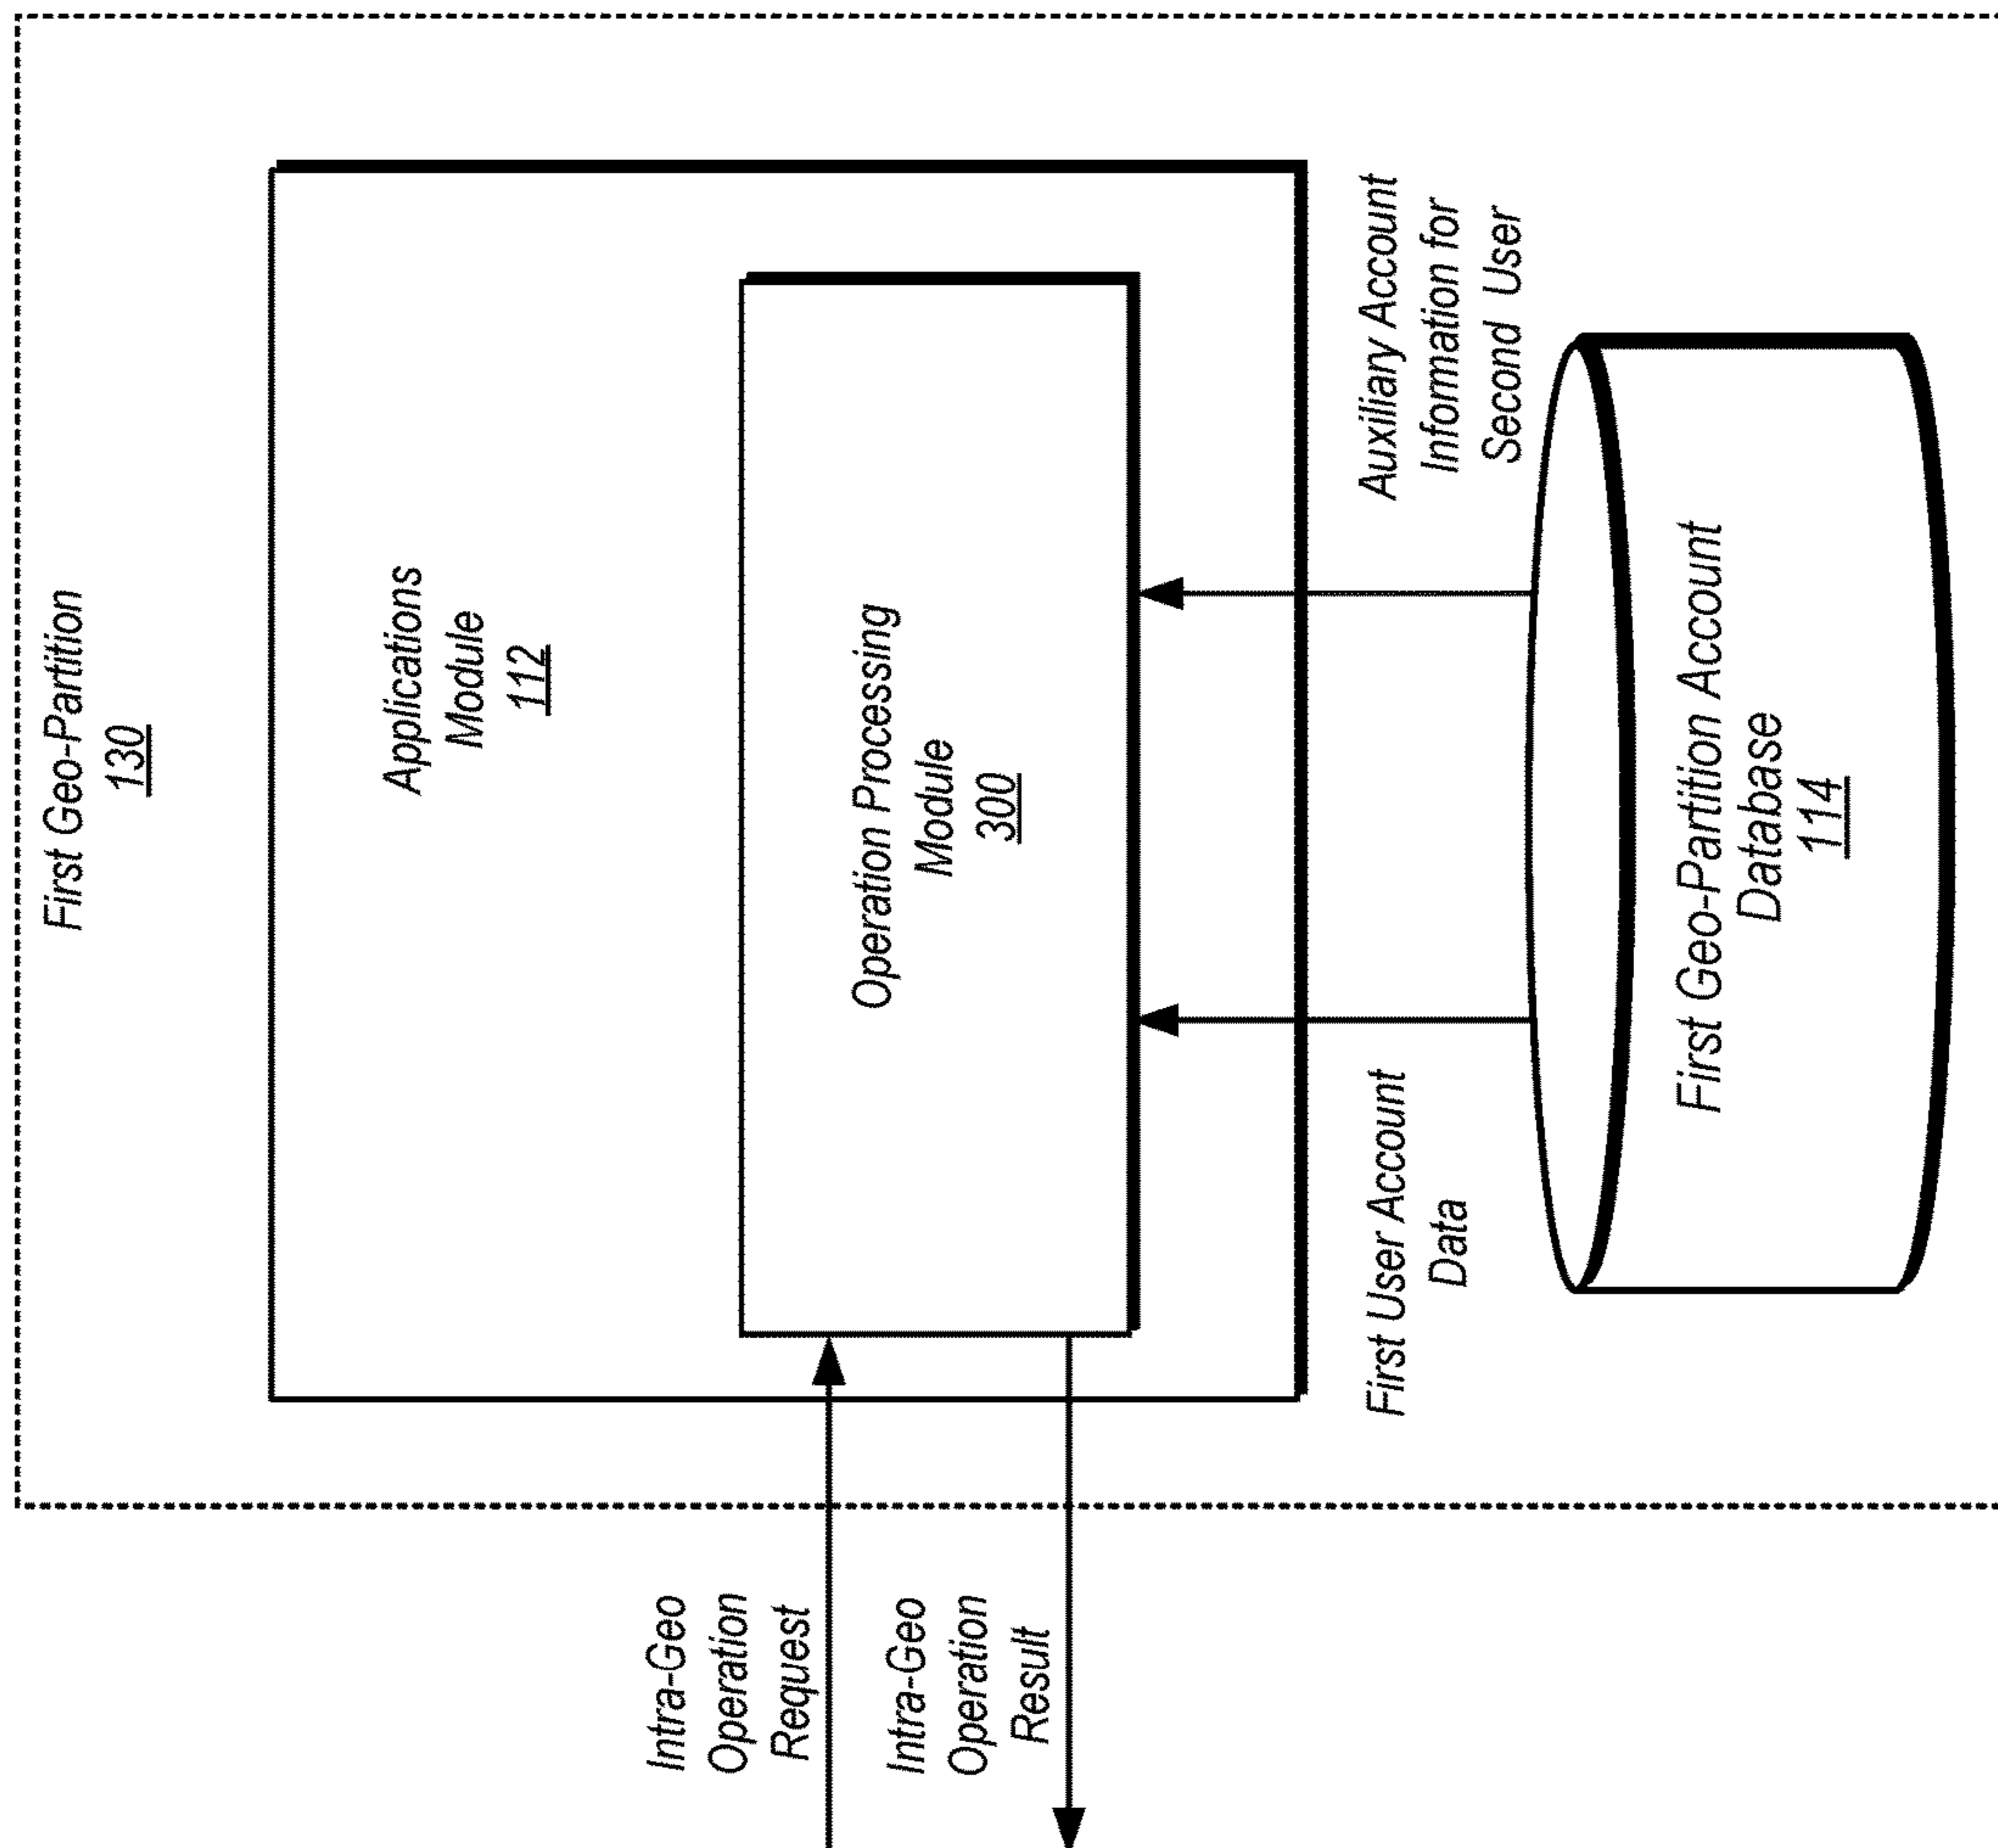 First Geo-Partition
130
Applications
Module
112
Intra-Geo
Operation
Request
Operation Processing
Module
300
Intra-Geo
Operation
Result
First User Account
Data
Auxiliary Account
Information for
Second User
First Geo-Partition Account
Database
114